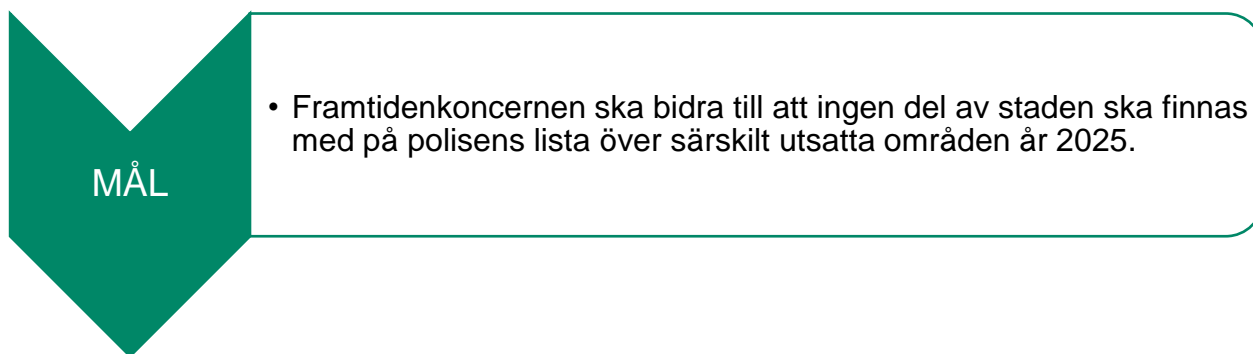 MÅL
• Framtidenkoncernen ska bidra till att ingen del av staden ska finnas
med på polisens lista över särskilt utsatta områden år 2025.